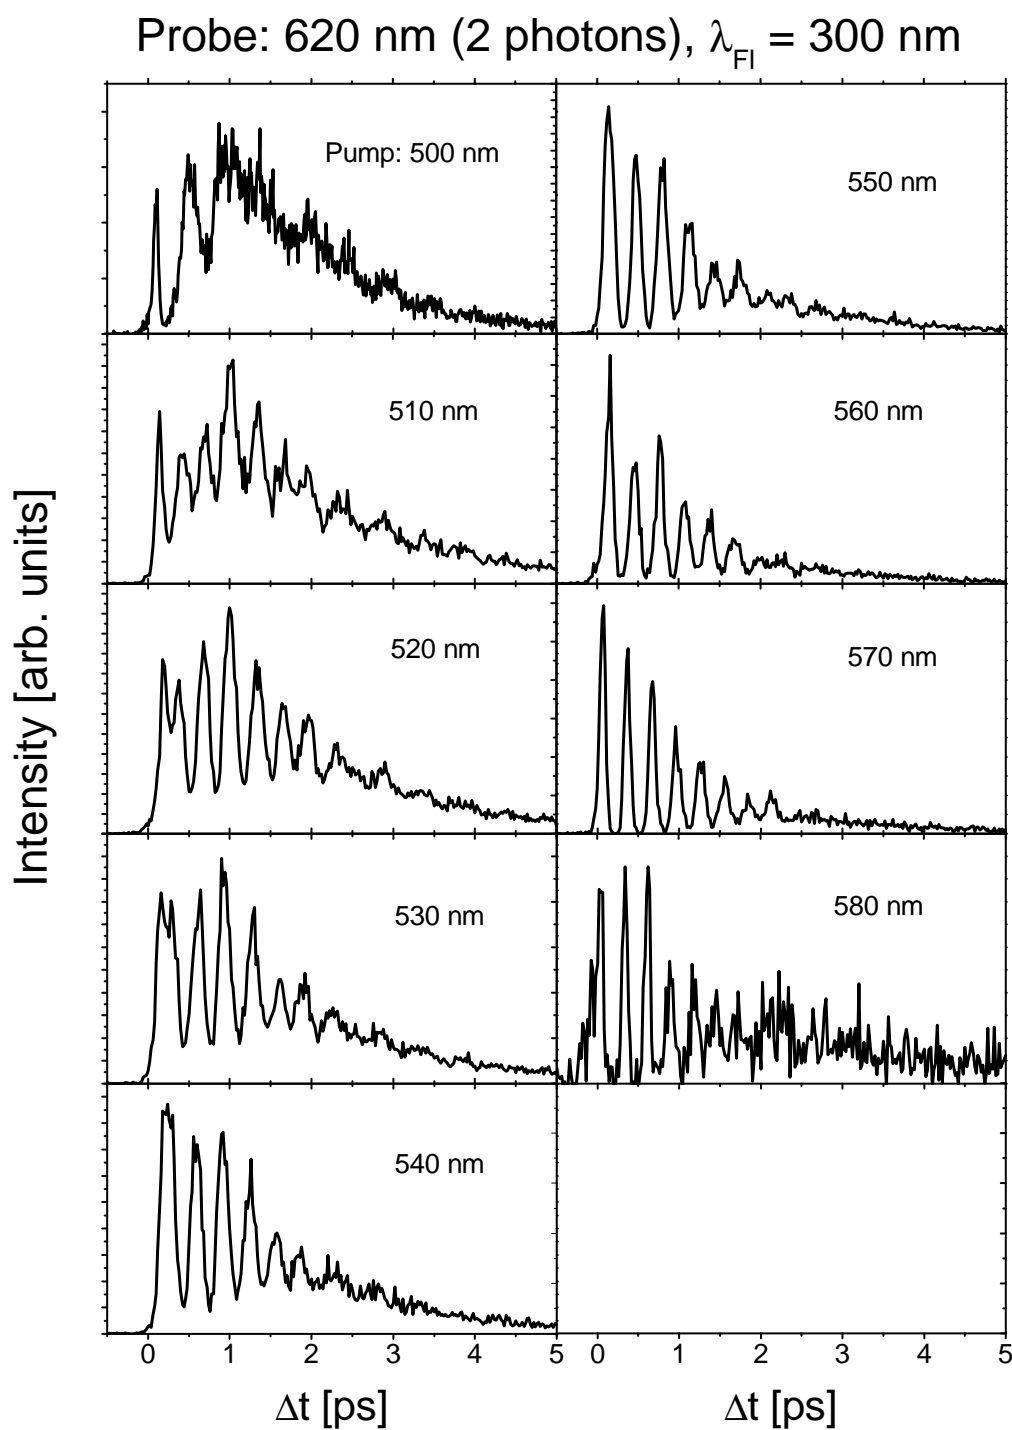 Probe: 620 nm (2 photons), λFl = 300 nm
Pump: 500 nm
550 nm
510 nm
560 nm
520 nm
570 nm
530 nm
580 nm
540 nm
Intensity [arb. units]
0 1 2 3 4 5 0 1 2 3 4 5
Δt [ps] Δt [ps]